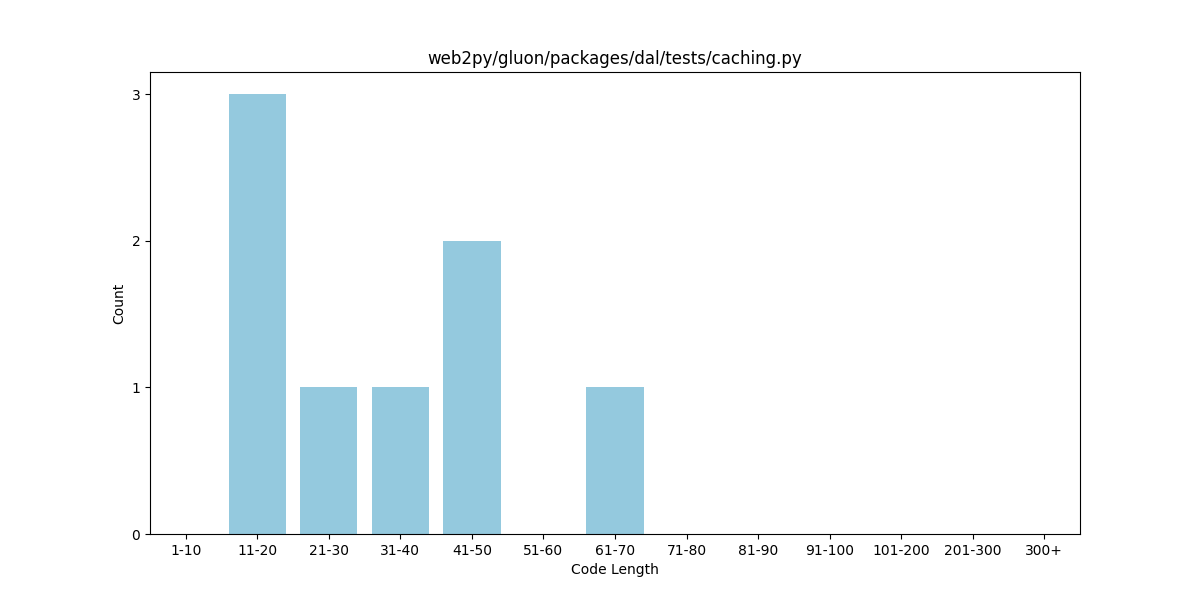 web2py/gluon/packages/dal/tests/caching.py
3
2
1
0
Count
1-10 11-20 21-30 31-40 41-50 51-60 61-70 71-80 81-90 91-100 101-200 201-300 300+
Code Length